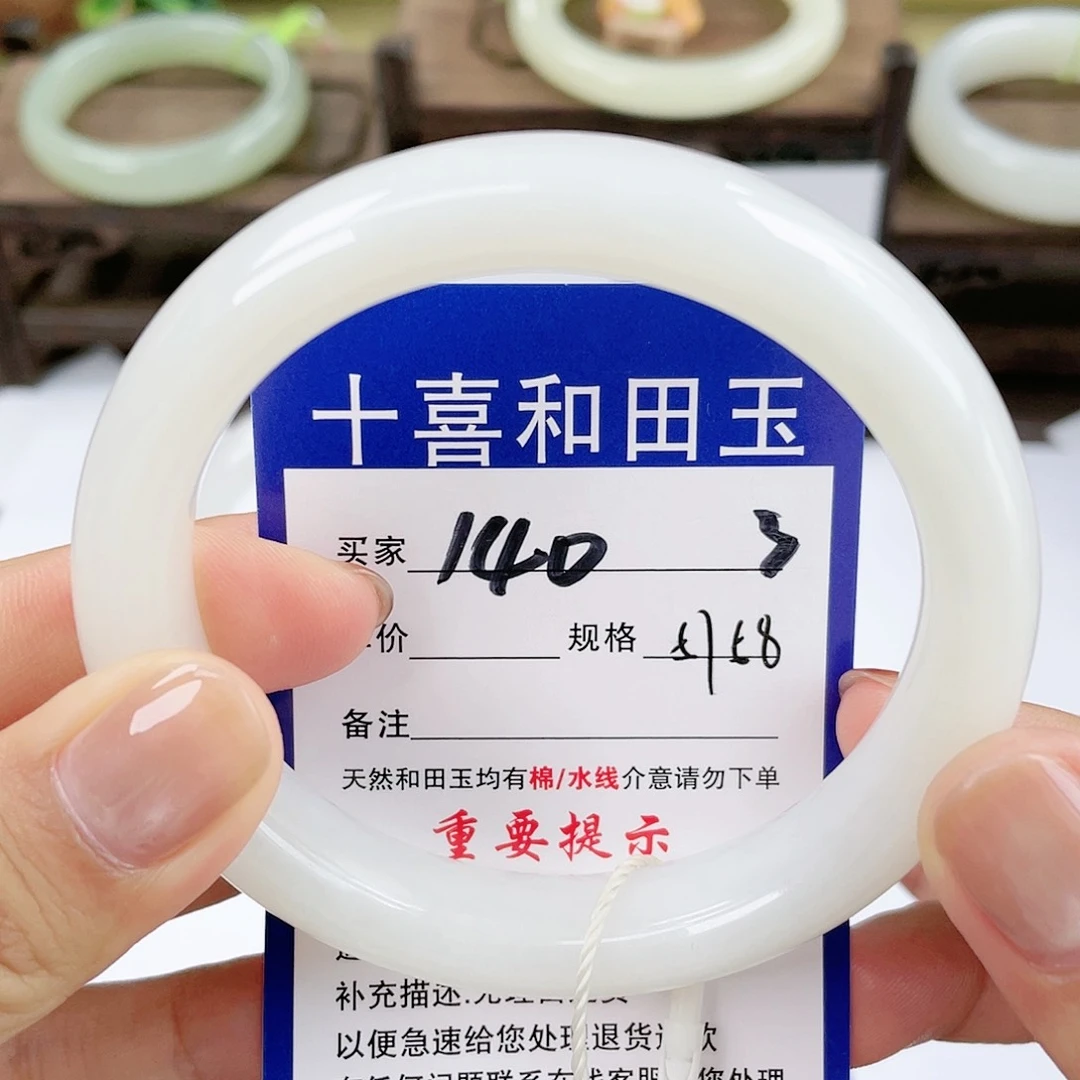 十喜和田玉
买家 140 3
价 规格
备注
天然和田玉均有棉/水线介意请勿下单
重要提示
补充描述:
以便急速给您处理退货